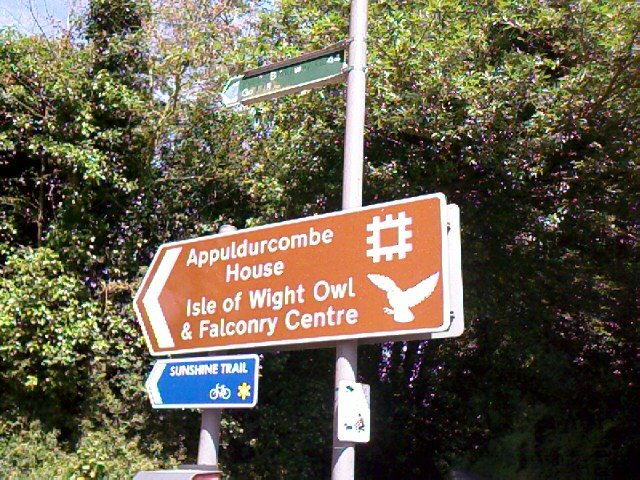 Appuldurcombe
House
Isle of Wight Owl
& Falconry Centre
SUNSHINE TRAIL